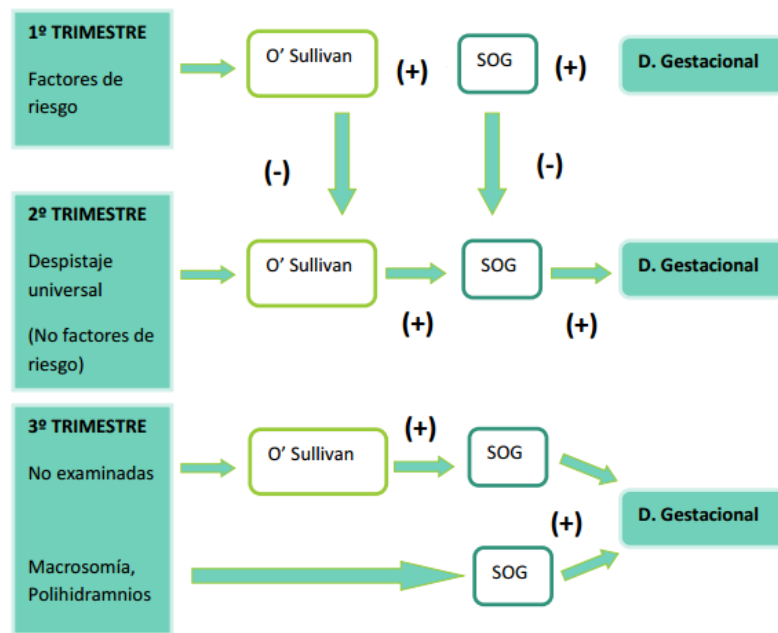 1º TRIMESTRE
Factores de
riesgo
O’ Sullivan
(+)
SOG
(+)
D. Gestacional
(-)
(-)
2º TRIMESTRE
Despistaje
universal
(No factores de
riesgo)
O’ Sullivan
(+)
SOG
(+)
D. Gestacional
3º TRIMESTRE
No examinadas
O’ Sullivan
(+)
SOG
D. Gestacional
Macrosomía,
Polihidramnios
SOG
(+)